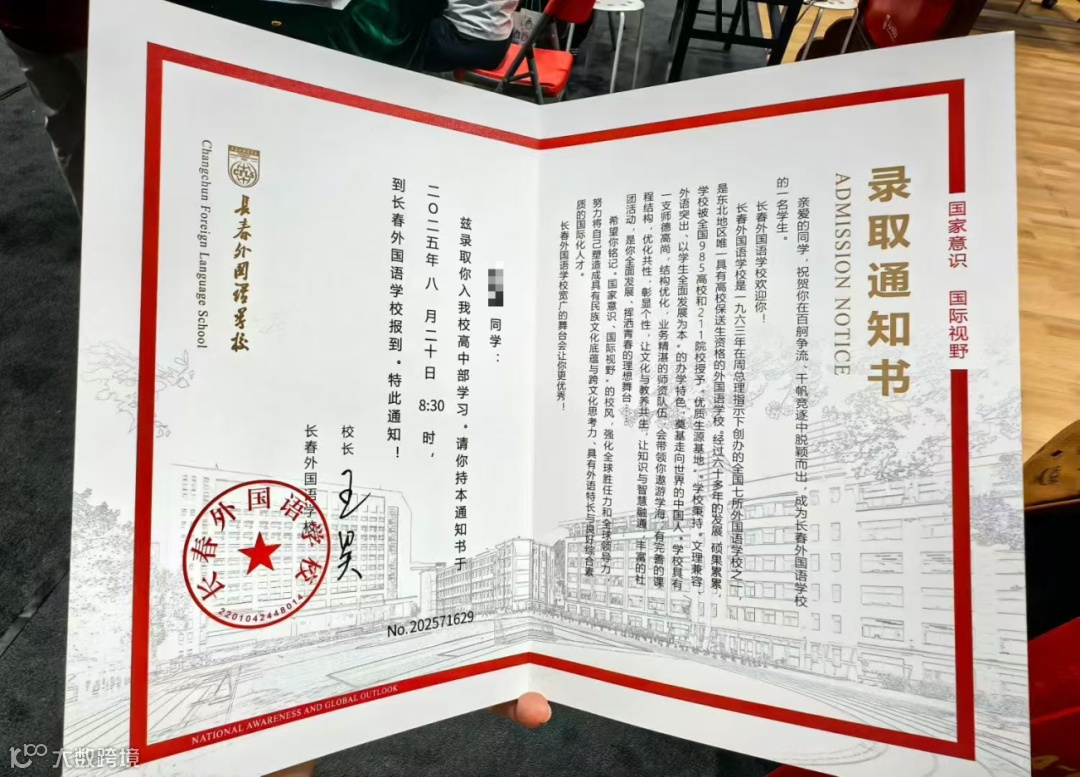 国家意识 国际视野
录取通知书
ADMISSION NOTICE
亲爱的同学，祝贺你在百舸争流、千帆竞逐中脱颖而出，成为长春外国语学校
的一名学生。
长春外国语学校欢迎你！
长春外国语学校是一九六三年在周总理指示下创办的全国七所外国语学校之一，
是东北地区唯一具有高校保送生资格的外国语学校。经过六十多年的发展，硕果累累，
学校被全国985高校和211院校授予“优质生源基地”。学校秉持“文理兼容，
外语突出，以学生全面发展为本”的办学特色，奠基走向世界的中国人。学校具有
一支师德高尚，结构优化，业务精湛的师资队伍，会带领你遨游学海，有完善的课
程结构，优化共性，彰显个性，让文化与教养共生，让知识与智慧融通，丰富的社
团活动，是你全面发展、挥洒青春的理想舞台。
希望你铭记“国家意识、国际视野”的校风，强化全球胜任力和全球领导力，
努力将自己塑造成具有民族文化底蕴与跨文化思考力、具有外语特长与良好综合素
质的国际化人才。
长春外国语学校宽广的舞台会让你更优秀！
同学：
兹录取你入我校高中部学习。请你持本通知书于
二〇二五年 八 月二十日 8:30 时，
到长春外国语学校报到。特此通知！
校长 王昊
长春外国语学校
长春外国语学校
2201042448014
长春外国语学校
Changchun Foreign Language School
No.202571629
NATIONAL AWARENESS AND GLOBAL OUTLOOK
大数跨境